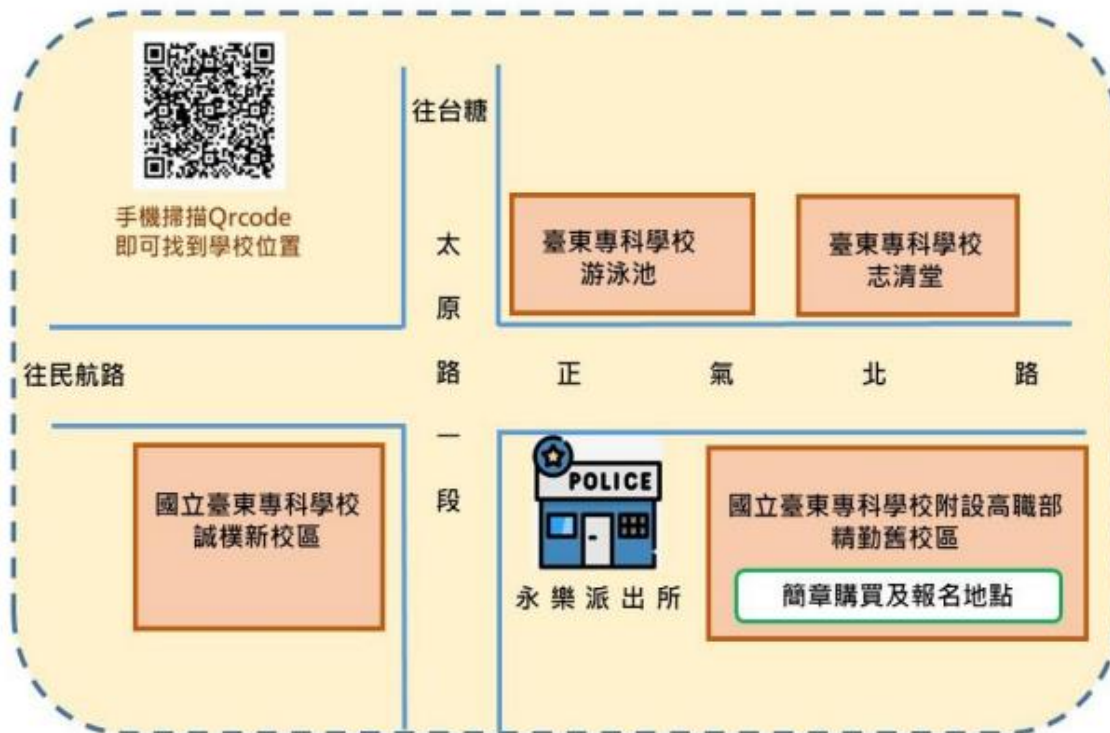 往台糖
手機掃描Qrcode
即可找到學校位置
太原路一段
臺東專科學校
游泳池
臺東專科學校
志清堂
往民航路
正氣北路
國立臺東專科學校
誠樸新校區
POLICE
永樂派出所
國立臺東專科學校附設高職部
精勤舊校區
簡章購買及報名地點